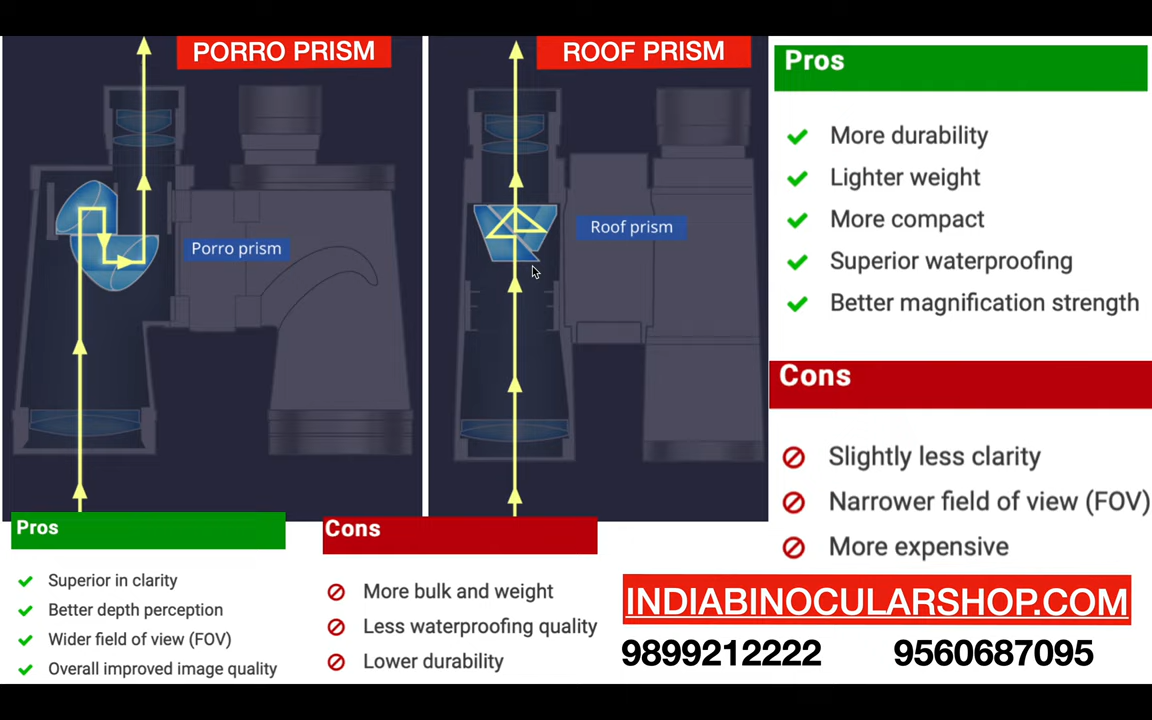 PORRO PRISM
Porro prism
Pros
Superior in clarity
Better depth perception
Wider field of view (FOV)
Overall improved image quality
Cons
More bulk and weight
Less waterproofing quality
Lower durability
ROOF PRISM
Roof prism
Pros
More durability
Lighter weight
More compact
Superior waterproofing
Better magnification strength
Cons
Slightly less clarity
Narrower field of view (FOV)
More expensive
INDIABINOCULARSHOP.COM
9899212222 9560687095